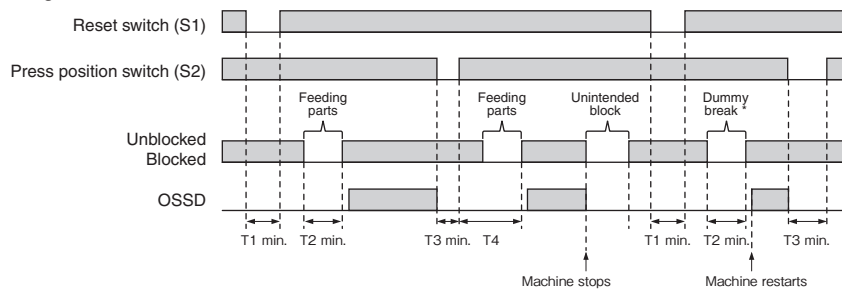 Reset switch (S1)
Press position switch (S2)
Feeding parts
Feeding parts
Unintended block
Dummy break *
Unblocked
Blocked
OSSD
T1 min. T2 min. T3 min. T4 T1 min. T2 min. T3 min.
Machine stops Machine restarts